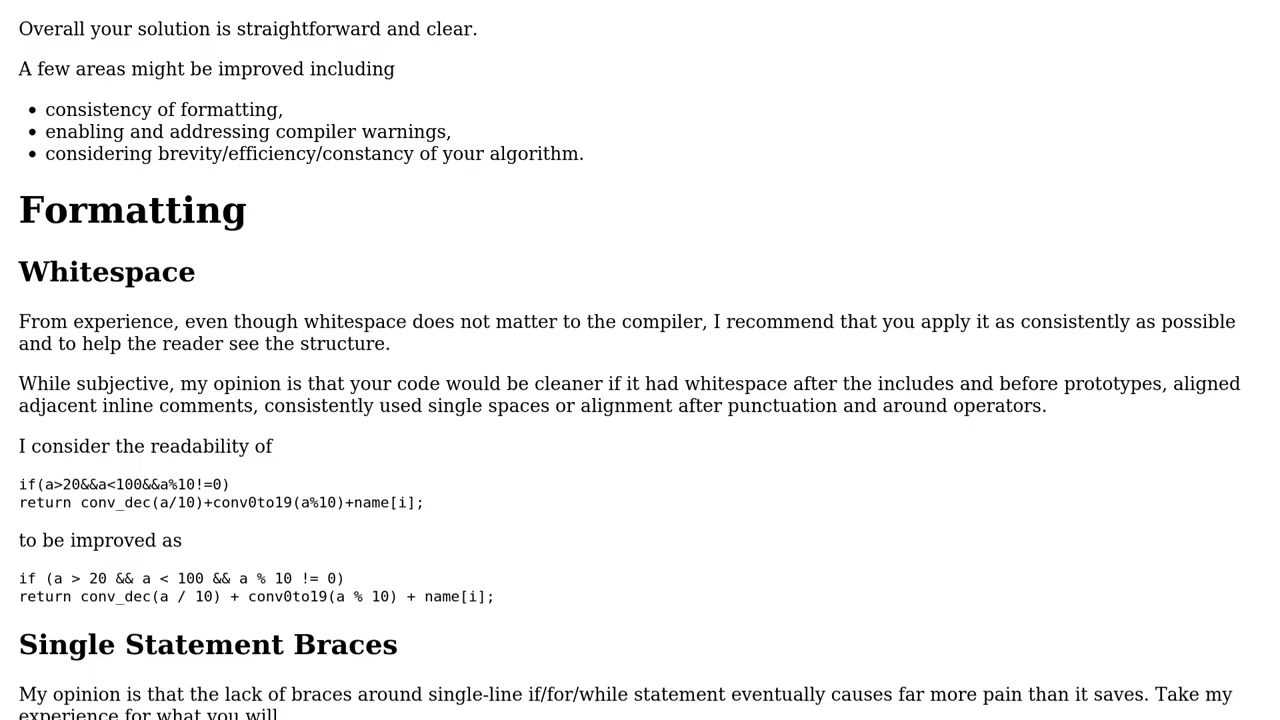 Overall your solution is straightforward and clear.
A few areas might be improved including
• consistency of formatting,
• enabling and addressing compiler warnings,
• considering brevity/efficiency/constancy of your algorithm.
Formatting
Whitespace
From experience, even though whitespace does not matter to the compiler, I recommend that you apply it as consistently as possible
and to help the reader see the structure.
While subjective, my opinion is that your code would be cleaner if it had whitespace after the includes and before prototypes, aligned
adjacent inline comments, consistently used single spaces or alignment after punctuation and around operators.
I consider the readability of
if(a>20&&a<100&&a%10!=0)
return conv_dec(a/10)+conv0to19(a%10)+name[i];
to be improved as
if (a > 20 && a < 100 && a % 10 != 0)
return conv_dec(a / 10) + conv0to19(a % 10) + name[i];
Single Statement Braces
My opinion is that the lack of braces around single-line if/for/while statement eventually causes far more pain than it saves. Take my
experience for what you will